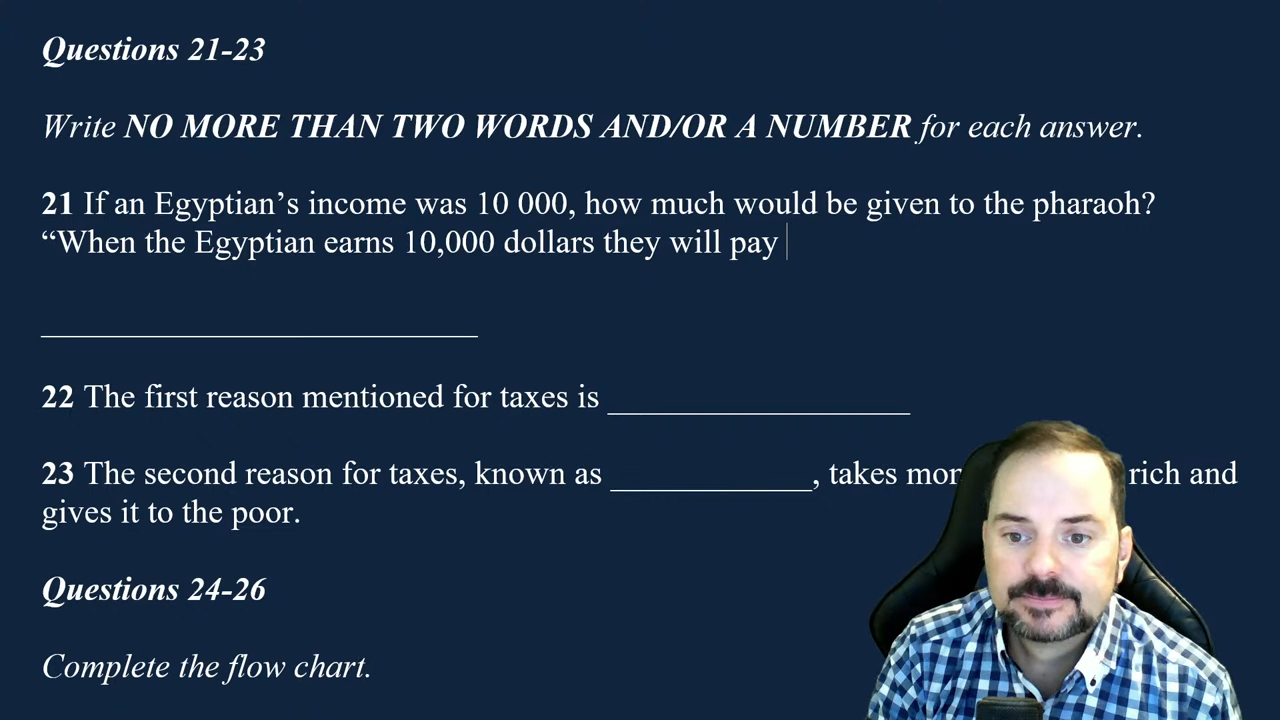 Questions 21-23
Write NO MORE THAN TWO WORDS AND/OR A NUMBER for each answer.
21 If an Egyptian’s income was 10 000, how much would be given to the pharaoh?
“When the Egyptian earns 10,000 dollars they will pay
22 The first reason mentioned for taxes is
23 The second reason for taxes, known as ____________, takes rich and
gives it to the poor.
Questions 24-26
Complete the flow chart.